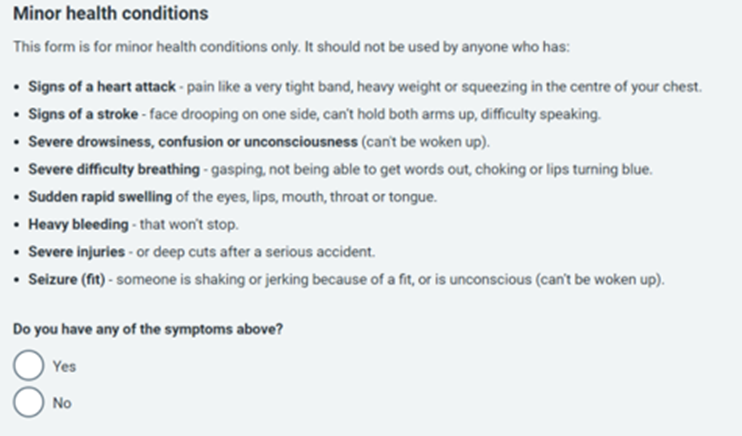 Minor health conditions
This form is for minor health conditions only. It should not be used by anyone who has:
• Signs of a heart attack - pain like a very tight band, heavy weight or squeezing in the centre of your chest.
• Signs of a stroke - face drooping on one side, can't hold both arms up, difficulty speaking.
• Severe drowsiness, confusion or unconsciousness (can't be woken up).
• Severe difficulty breathing - gasping, not being able to get words out, choking or lips turning blue.
• Sudden rapid swelling of the eyes, lips, mouth, throat or tongue.
• Heavy bleeding - that won't stop.
• Severe injuries - or deep cuts after a serious accident.
• Seizure (fit) - someone is shaking or jerking because of a fit, or is unconscious (can't be woken up).
Do you have any of the symptoms above?
Yes
No